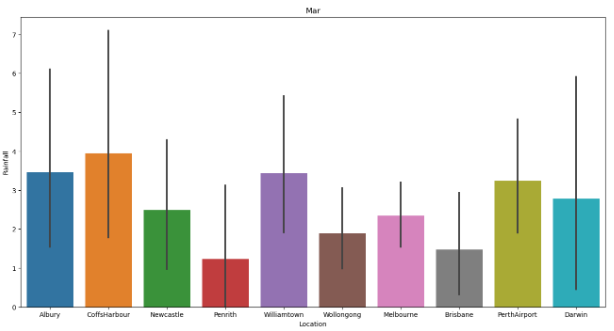 Mar
Rainfall
7
6
5
4
3
2
1
0
Albury CoffsHarbour Newcastle Penrith Williamtown Wollongong Melbourne Brisbane PerthAirport Darwin
Location